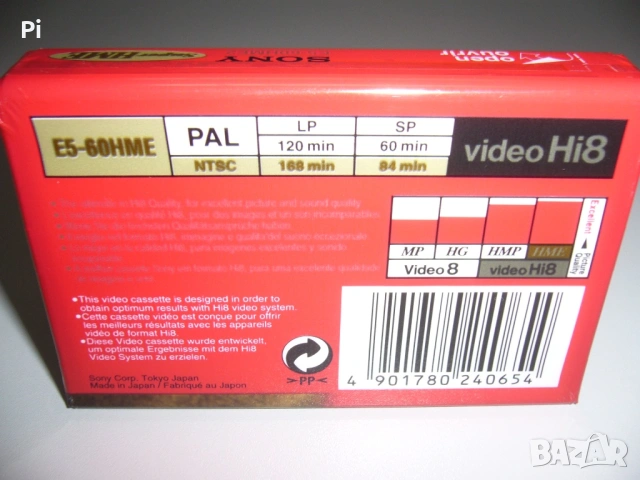 Pi
Super HME
SONY
open
ouvrir
E5-60HME
PAL
LP
SP
120 min
60 min
NTSC
168 min
84 min
video Hi8
MP
HG
HMP
HME
Video 8
video Hi8
Excellent
Picture
Quality
•This video cassette is designed in order to
obtain optimum results with Hi8 video system.
•Cette cassette vidéo est conçue pour offrir
les meilleurs résultats avec les appareils
vidéo de format Hi8.
•Diese Video cassette wurde entwickelt,
um optimale Ergebnisse mit dem Hi8
Video System zu erzielen.
Sony Corp. Tokyo Japan
Made in Japan / Fabriqué au Japon
>PP<
4 901780 240654
BAZAR